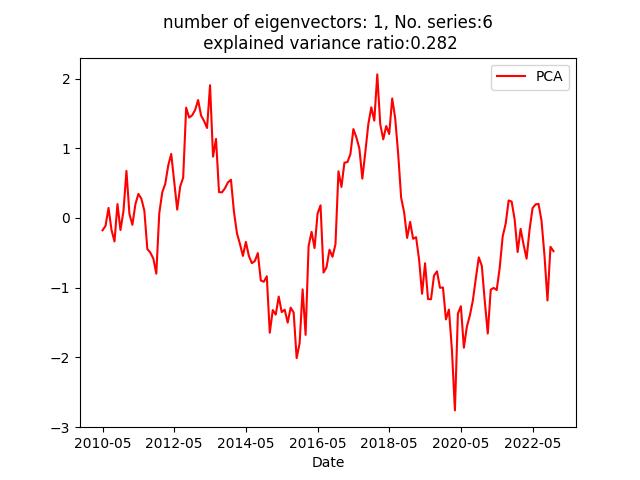 number of eigenvectors: 1, No. series:6
explained variance ratio:0.282
PCA
2
1
0
−1
−2
−3
2010-05 2012-05 2014-05 2016-05 2018-05 2020-05 2022-05
Date